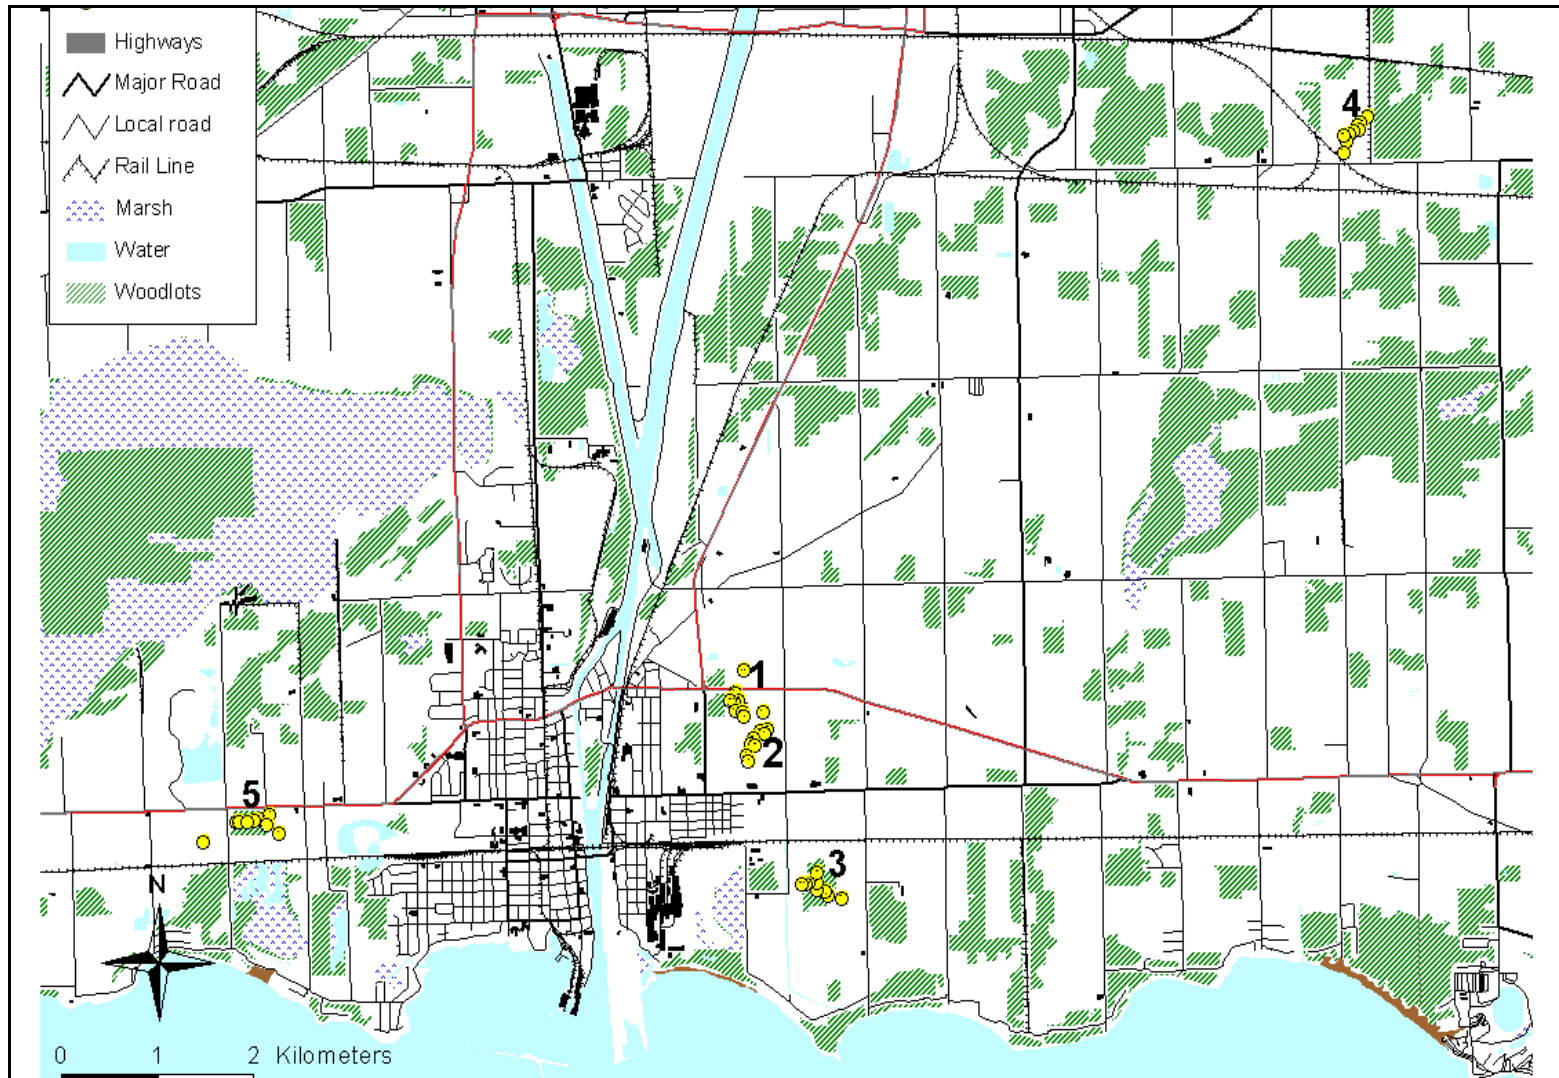 Highways
Major Road
Local road
Rail Line
Marsh
Water
Woodlots
4
1
2
5
3
N
0 1 2 Kilometers